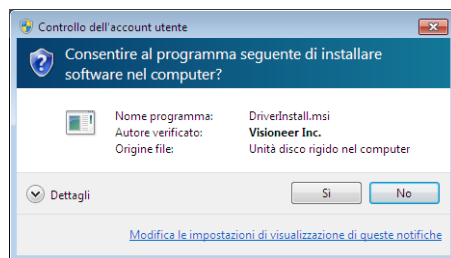 Controllo dell'account utente
Consentire al programma seguente di installare
software nel computer?
Nome programma: DriverInstall.msi
Autore verificato: Visioneer Inc.
Origine file: Unità disco rigido nel computer
Dettagli Sì No
Modifica le impostazioni di visualizzazione di queste notifiche